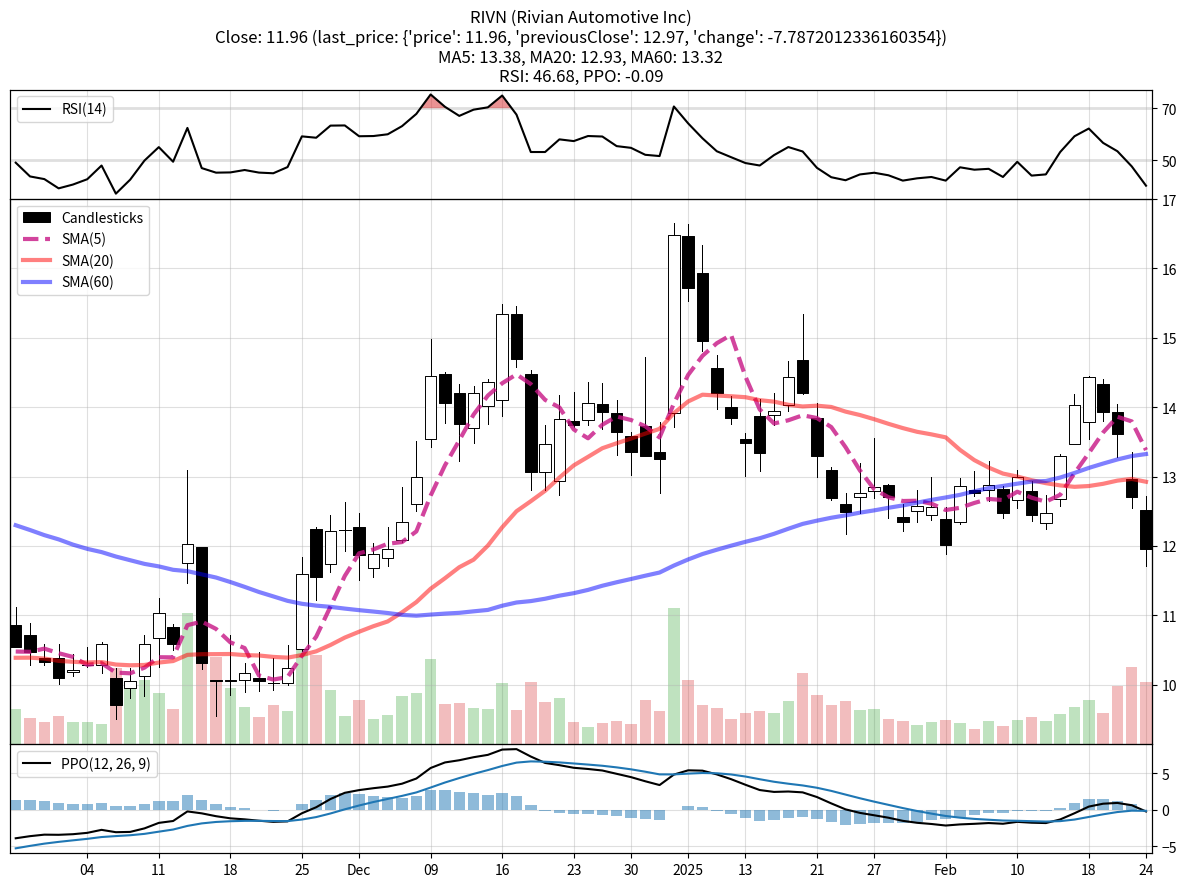 RIVN (Rivian Automotive Inc)
Close: 11.96 (last_price: {'price': 11.96, 'previousClose': 12.97, 'change': -7.7872012336160354})
MA5: 13.38, MA20: 12.93, MA60: 13.32
RSI: 46.68, PPO: -0.09
RSI(14)
70
50
Candlesticks
SMA(5)
SMA(20)
SMA(60)
17
16
15
14
13
12
11
10
PPO(12, 26, 9)
5
0
−5
04 11 18 25 Dec 09 16 23 30 2025 13 21 27 Feb 10 18 24